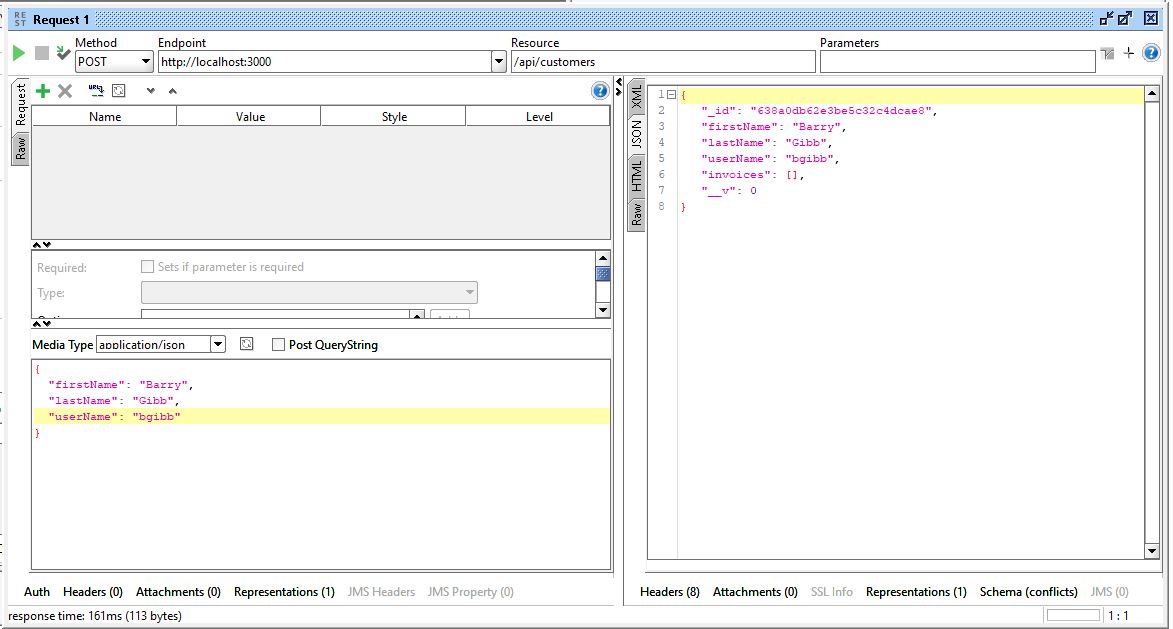 RE
ST
Request 1
Method
Endpoint
Resource
Parameters
POST
http://localhost:3000
/api/customers
Request
Raw
Name Value Style Level
Required:
Sets if parameter is required
Type:
Media Type
application/json
Post QueryString
{
"firstName": "Barry",
"lastName": "Gibb",
"userName": "bgibb"
}
Auth Headers (0) Attachments (0) Representations (1) JMS Headers JMS Property (0)
XML
JSON
HTML
Raw
1 {
2 "_id": "638a0db62e3be5c32c4dcae8",
3 "firstName": "Barry",
4 "lastName": "Gibb",
5 "userName": "bgibb",
6 "invoices": [],
7 "__v": 0
8 }
Headers (8) Attachments (0) SSL Info Representations (1) Schema (conflicts) JMS (0)
response time: 161ms (113 bytes)
1 : 1